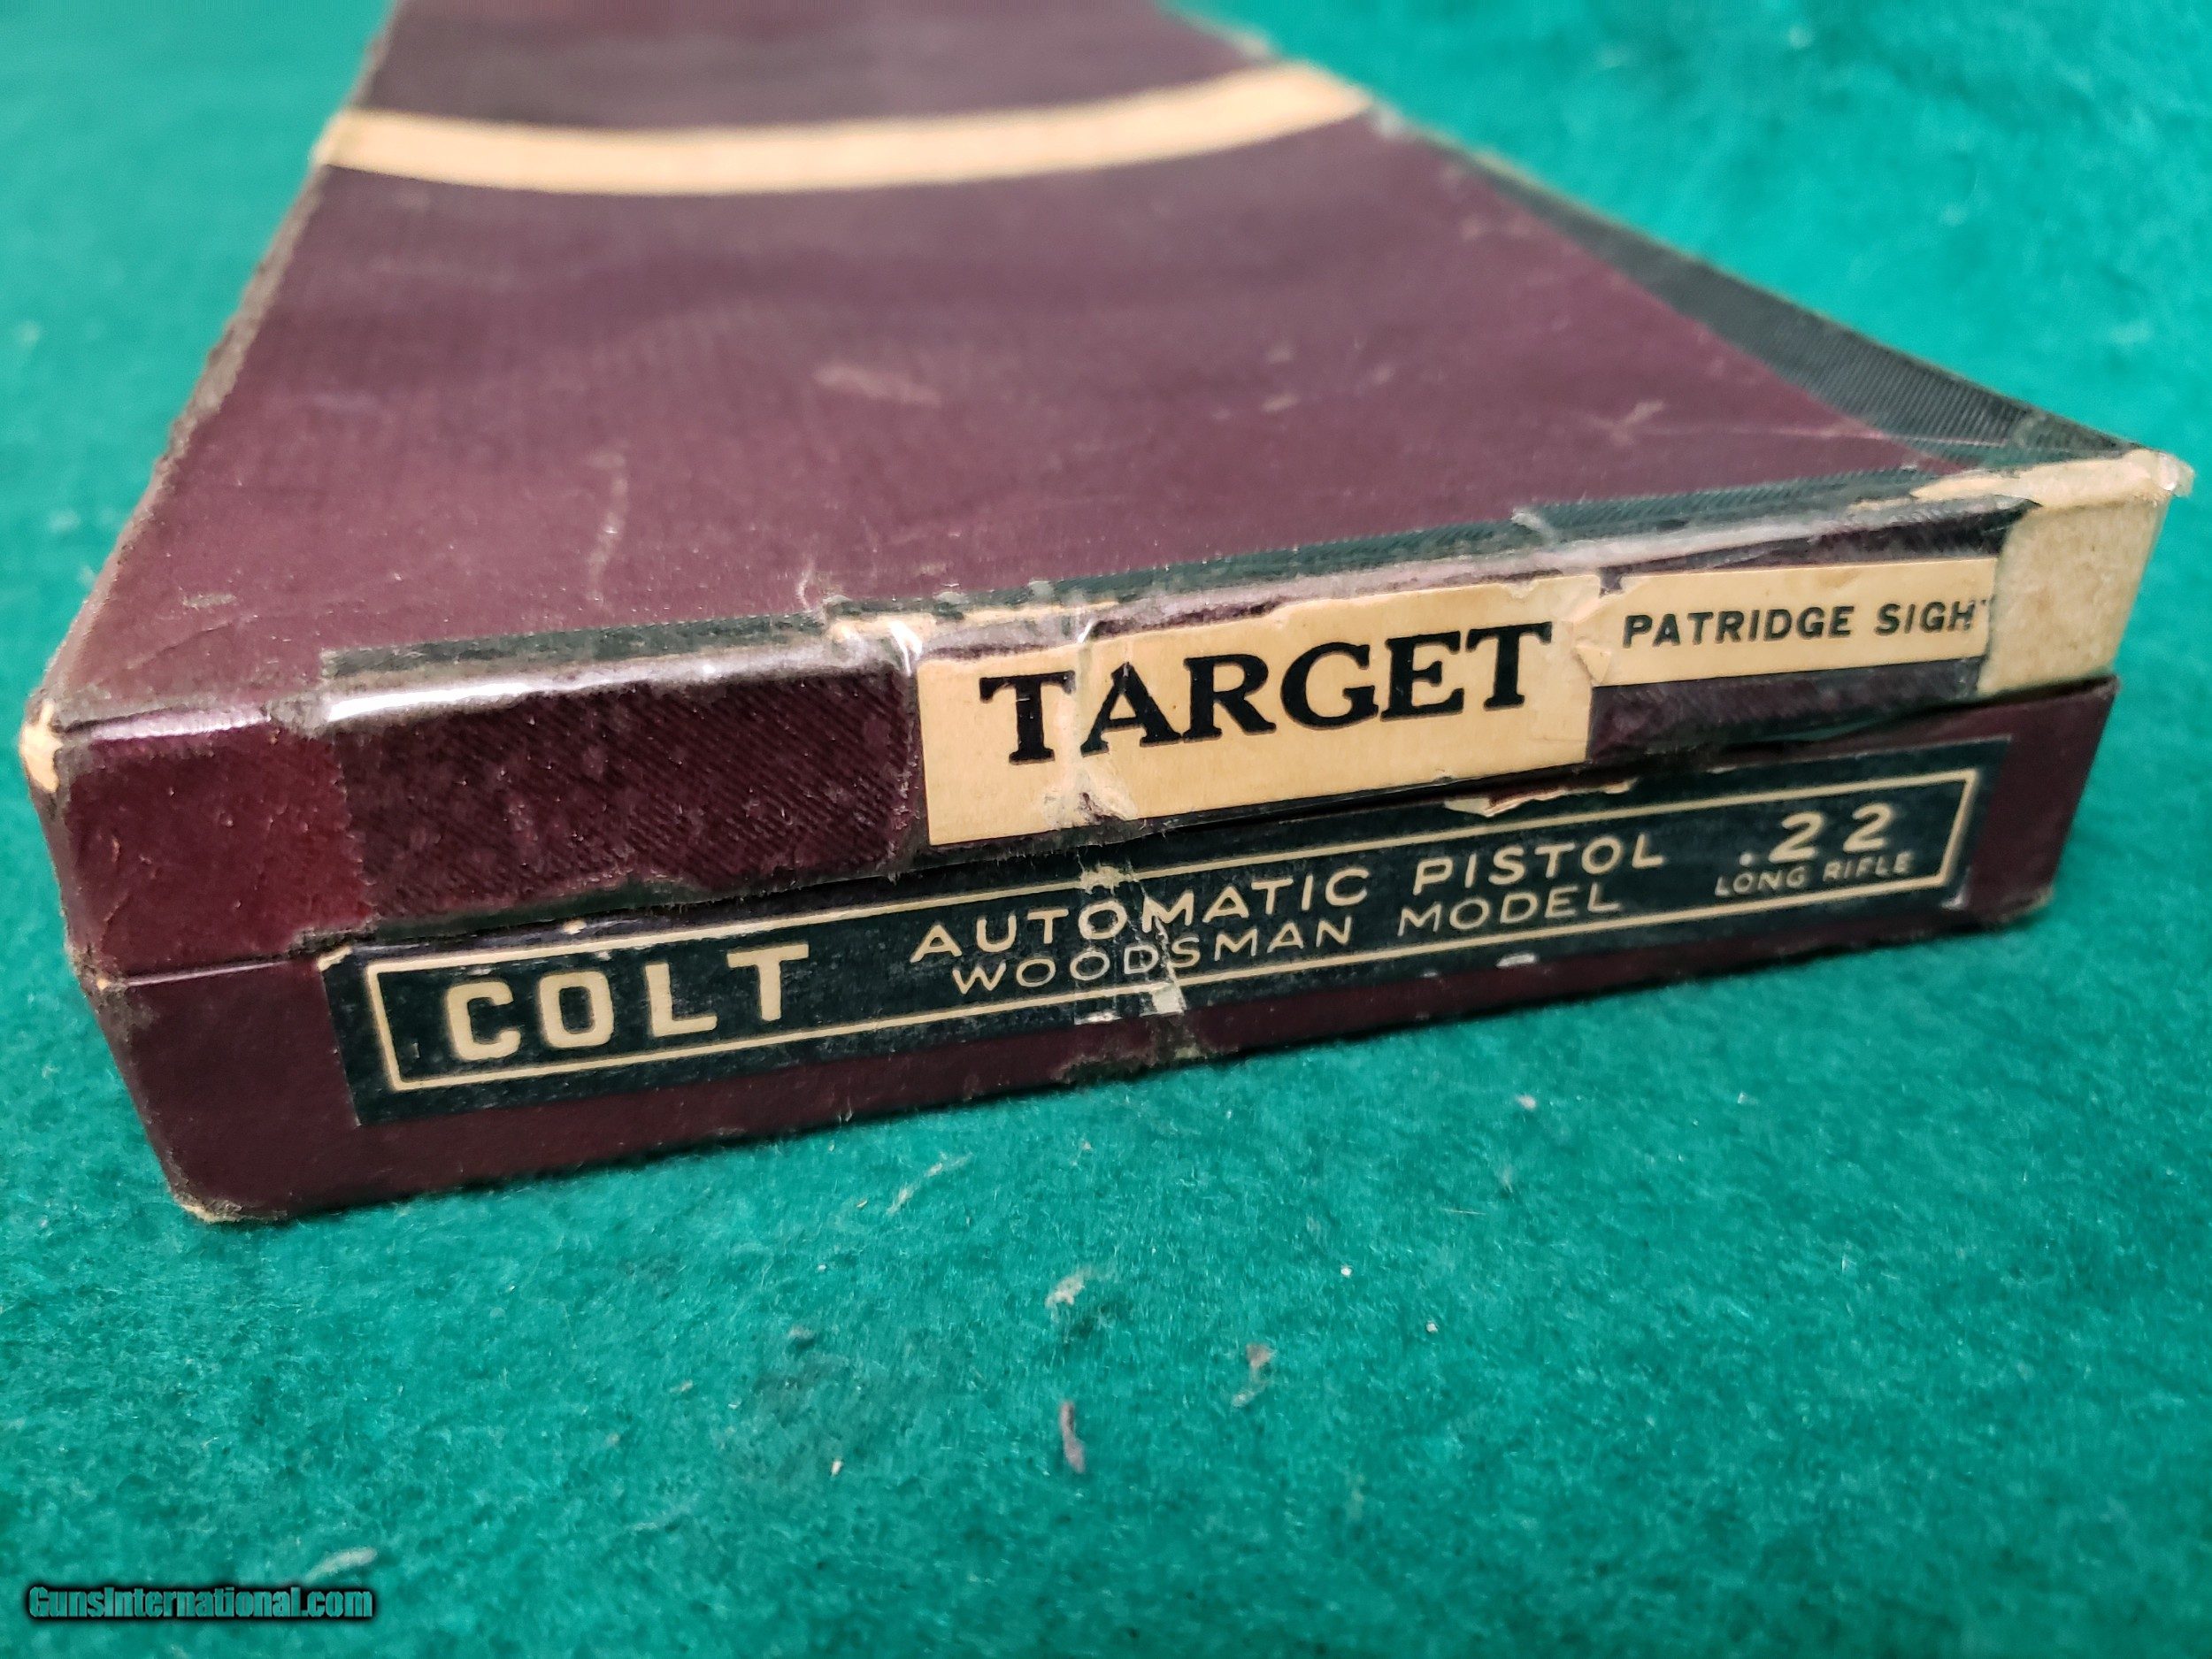 TARGET
PATRIDGE SIGHT
COLT
AUTOMATIC PISTOL
WOODSMAN MODEL
.22
LONG RIFLE
GunsInternational.com